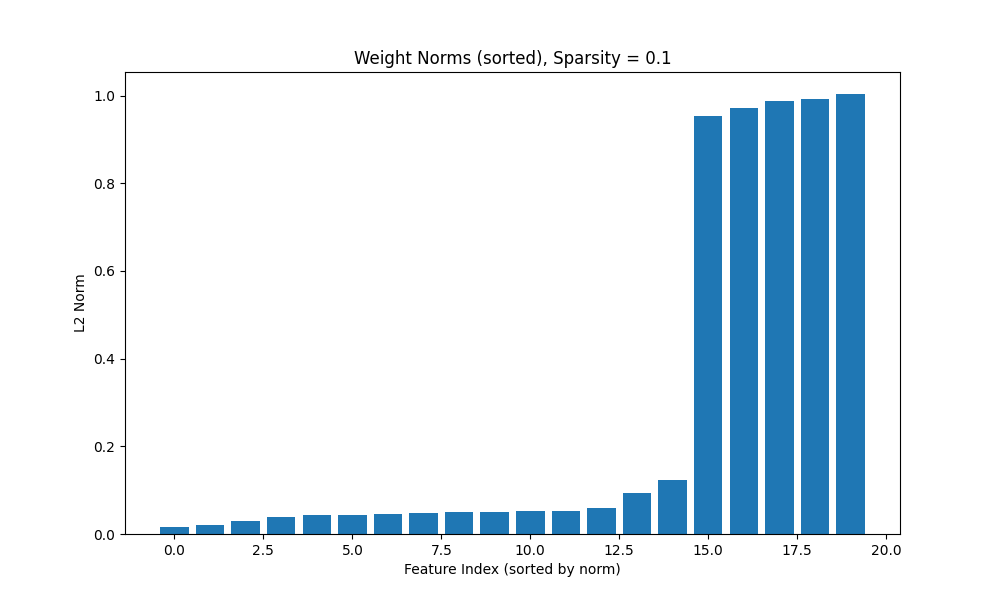 Weight Norms (sorted), Sparsity = 0.1
1.0
0.8
0.6
0.4
0.2
0.0
L2 Norm
0.0 2.5 5.0 7.5 10.0 12.5 15.0 17.5 20.0
Feature Index (sorted by norm)